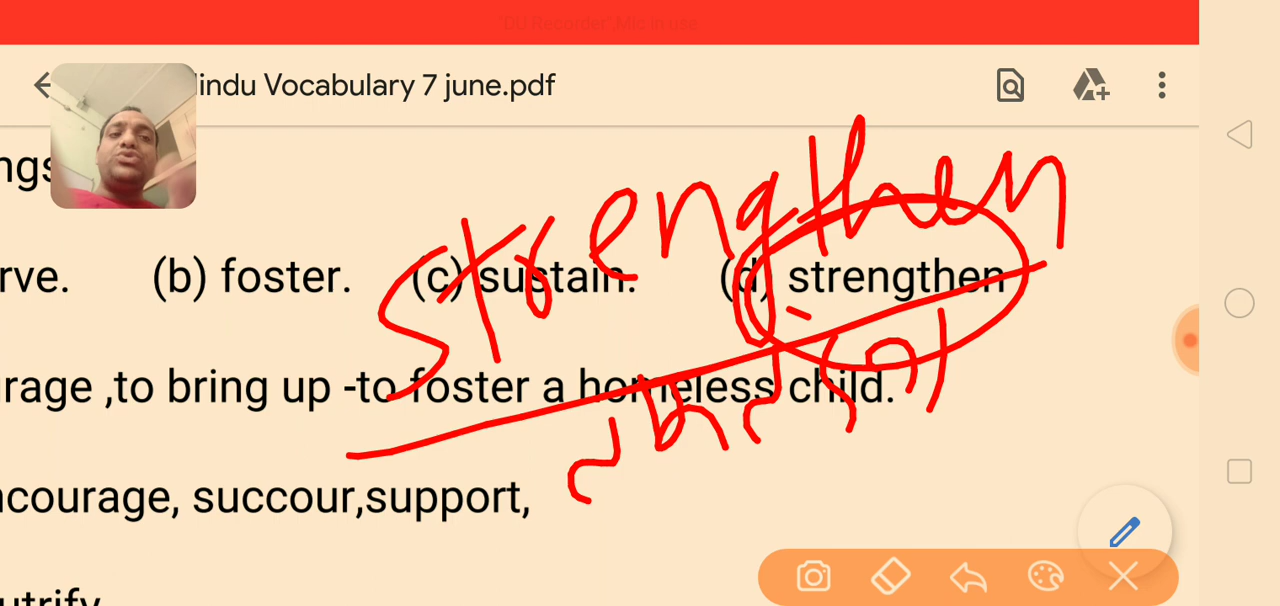 "DU Recorder",Mic in use
indu Vocabulary 7 june.pdf
ngs
strengthen
rve. (b) foster. (c) sustain. (d) strengthen
rage ,to bring up -to foster a homeless child.
ncourage, succour,support,
utrify